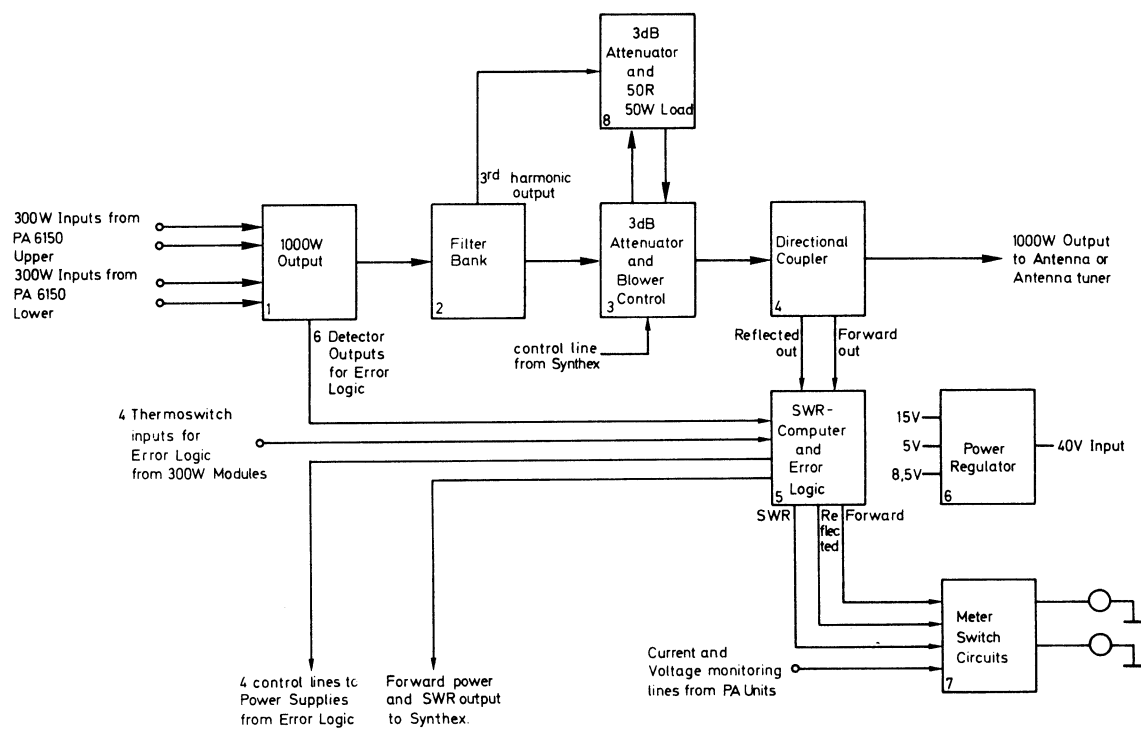 3dB
Attenuator
and
50R
50W Load
8
3rd harmonic
output
300W Inputs from
PA 6150
Upper
300W Inputs from
PA 6150
Lower
1000W
Output
1
Filter
Bank
2
3dB
Attenuator
and
Blower
Control
3
Directional
Coupler
4
1000W Output
to Antenna or
Antenna tuner
6 Detector
Outputs
for Error
Logic
control line
from Synthex
Reflected
out
Forward
out
4 Thermoswitch
inputs for
Error Logic
from 300W Modules
SWR-
Computer
and
Error
Logic
5
15V
5V
8,5V
Power
Regulator
6
40V Input
SWR
Re
flec
ted
Forward
Meter
Switch
Circuits
7
Current and
Voltage monitoring
lines from PA Units
4 control lines to
Power Supplies
from Error Logic
Forward power
and SWR output
to Synthex.